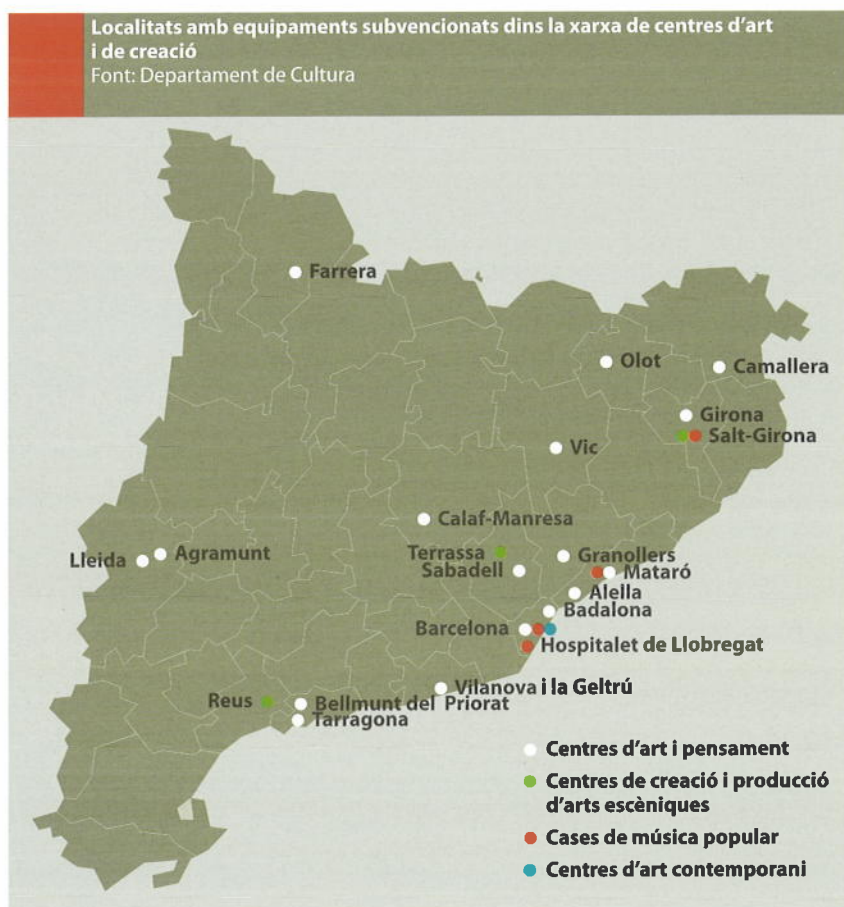 Localitats amb equipaments subvencionats dins la xarxa de centres d'art
i de creació
Font: Departament de Cultura
Farrera
Olot
Camallera
Girona
Salt-Girona
Vic
Calaf-Manresa
Lleida
Agramunt
Terrassa
Granollers
Sabadell
Mataró
Alella
Badalona
Barcelona
Hospitalet de Llobregat
Vilanova i la Geltrú
Reus
Bellmunt del Priorat
Tarragona
Centres d'art i pensament
Centres de creació i producció
d'arts escèniques
Cases de música popular
Centres d'art contemporani